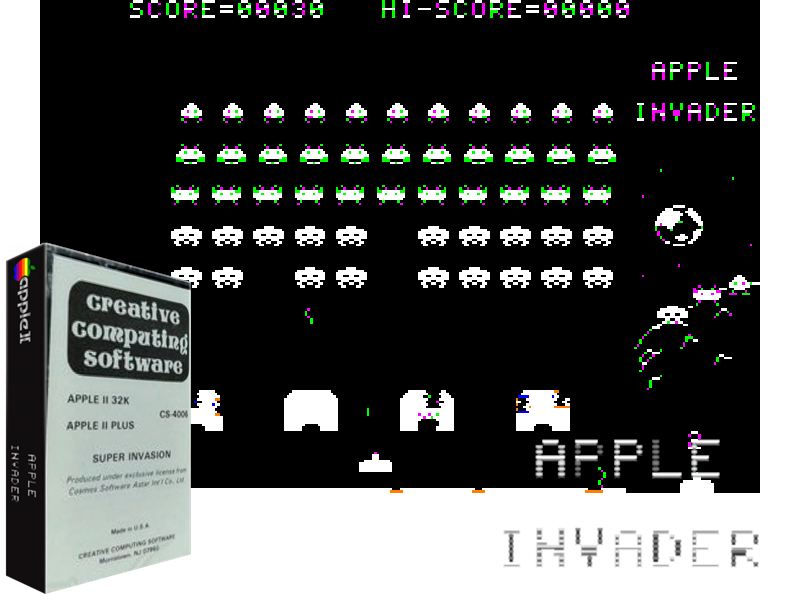 SCORE=00030 HI-SCORE=00000
APPLE
INVADER
apple II
APPLE
INVADER
creative
computing
software
APPLE II 32K
CS-4006
APPLE II PLUS
SUPER INVASION
Produced under exclusive license from
Cosmos Software Astar Int'l Co., Ltd.
Made in U.S.A.
CREATIVE COMPUTING SOFTWARE
Morristown, NJ 07960
APPLE
INVADER